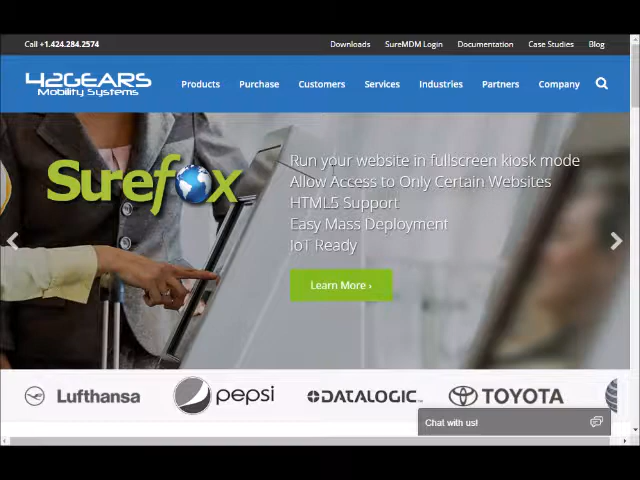 Call +1.424.284.2574
Downloads SureMDM Login Documentation Case Studies Blog
42GEARS
Mobility Systems
Products Purchase Customers Services Industries Partners Company
Surefox
Run your website in fullscreen kiosk mode
Allow Access to Only Certain Websites
HTML5 Support
Easy Mass Deployment
IoT Ready
Learn More ›
Lufthansa pepsi DATALOGIC TOYOTA
Chat with us!